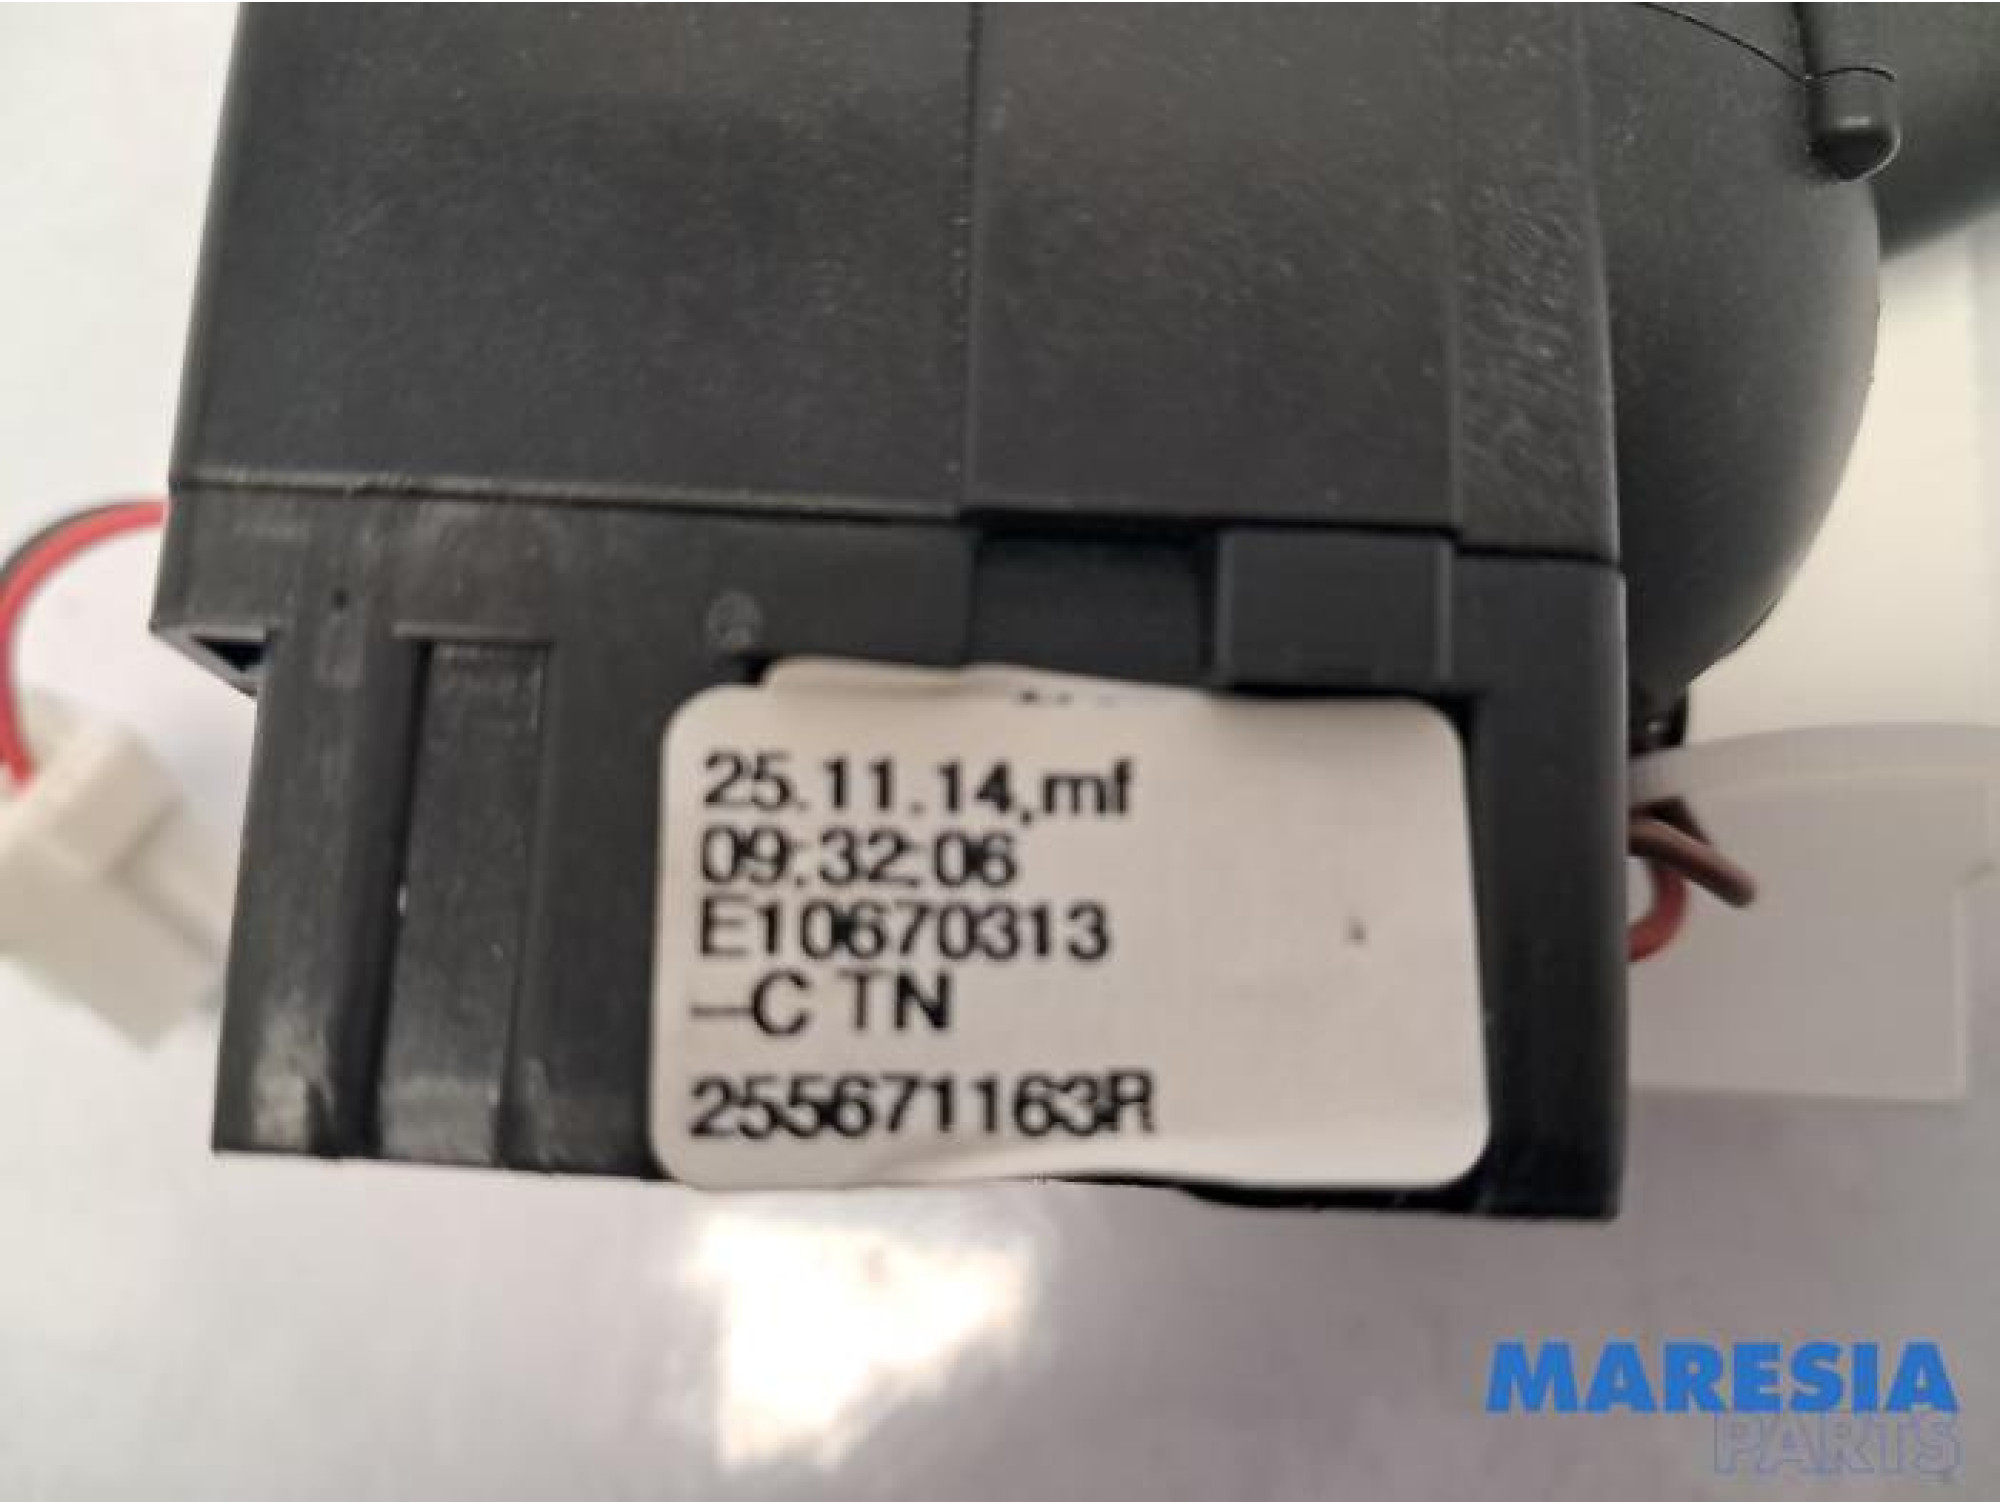 25.11.14,mf
09:32:06
E10670313
-C TN
255671163R
MARESIA
PARTS